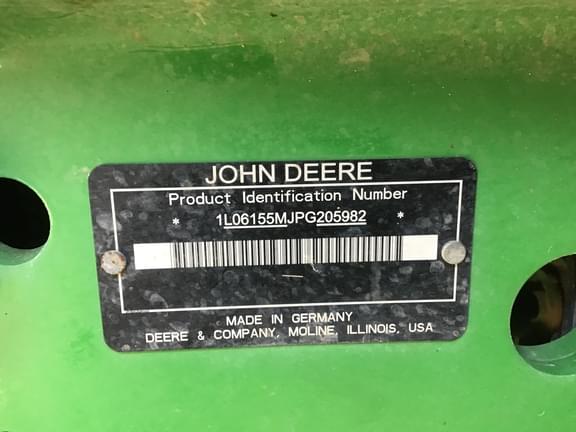 JOHN DEERE
Product Identification Number
* 1L06155MJPG205982 *
MADE IN GERMANY
DEERE & COMPANY, MOLINE, ILLINOIS, USA